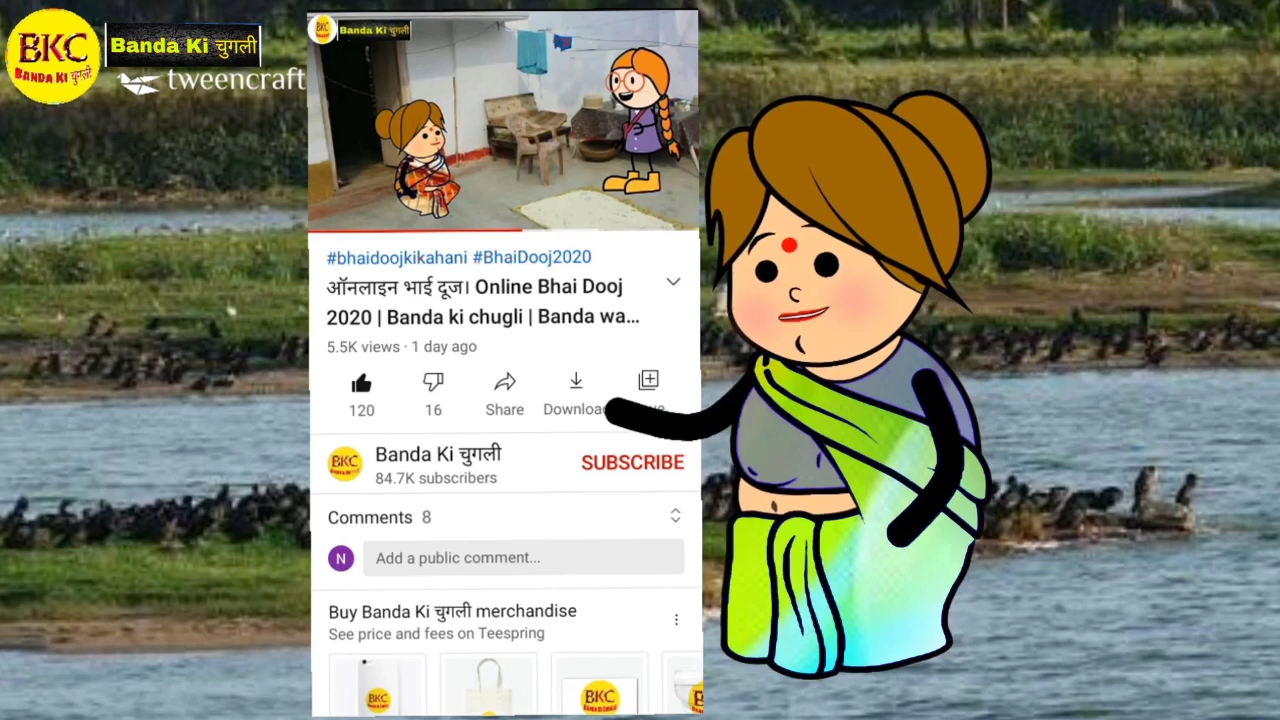 BKC
BANDA KI चुगली
Banda Ki चुगली
tweencraft
Banda Ki चुगली
#bhaidoojkikahani #BhaiDooj2020
ऑनलाइन भाई दूज। Online Bhai Dooj
2020 | Banda ki chugli | Banda wa...
5.5K views · 1 day ago
120
16
Share
BKC
Banda Ki चुगली
84.7K subscribers
SUBSCRIBE
Comments 8
N
Add a public comment...
Buy Banda Ki चुगली merchandise
See price and fees on Teespring
BKC
BKC